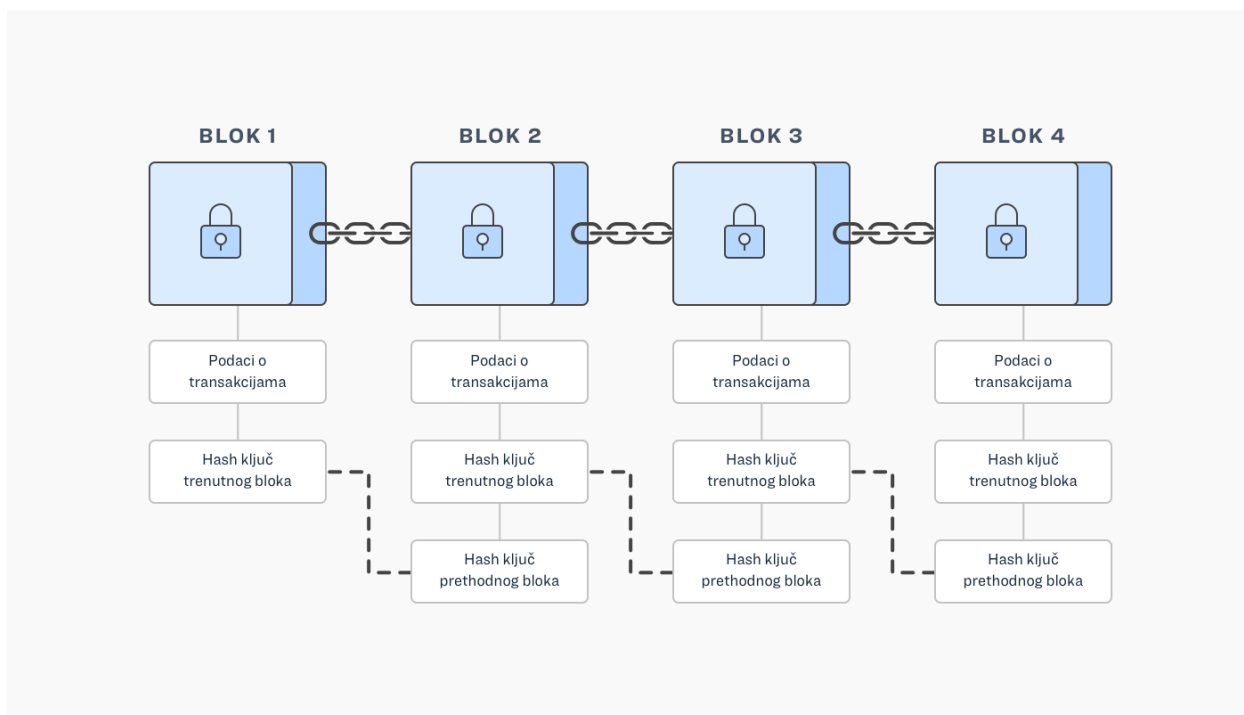 BLOK 1
BLOK 2
BLOK 3
BLOK 4
Podaci o
transakcijama
Podaci o
transakcijama
Podaci o
transakcijama
Podaci o
transakcijama
Hash ključ
trenutnog bloka
Hash ključ
trenutnog bloka
Hash ključ
trenutnog bloka
Hash ključ
trenutnog bloka
Hash ključ
prethodnog bloka
Hash ključ
prethodnog bloka
Hash ključ
prethodnog bloka